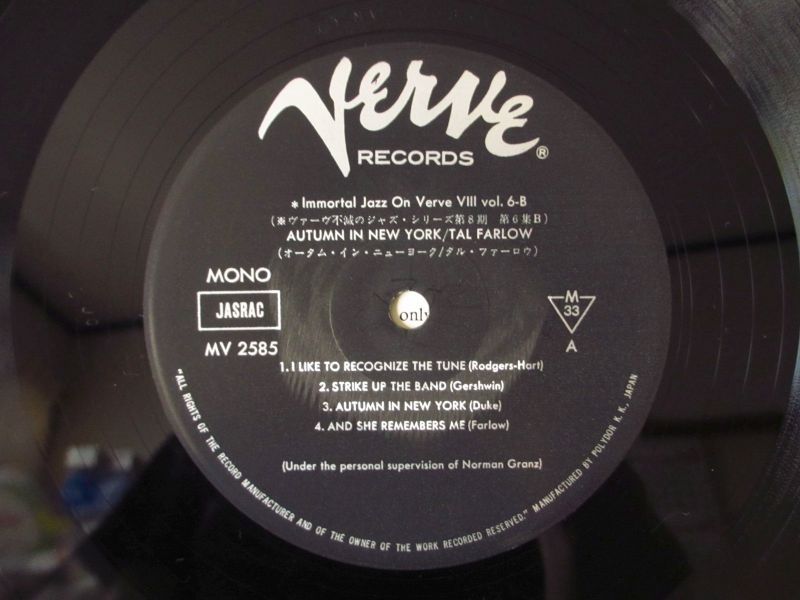 Verve
RECORDS ®
* Immortal Jazz On Verve VIII vol. 6-B
(※ヴァーヴ不滅のジャズ・シリーズ第8期 第6集B)
AUTUMN IN NEW YORK/TAL FARLOW
(オータム・イン・ニューヨーク/タル・ファーロウ)
MONO
JASRAC
MV 2585
only
M
33
A
1. I LIKE TO RECOGNIZE THE TUNE (Rodgers-Hart)
2. STRIKE UP THE BAND (Gershwin)
3. AUTUMN IN NEW YORK (Duke)
4. AND SHE REMEMBERS ME (Farlow)
(Under the personal supervision of Norman Granz)
"ALL RIGHTS OF THE RECORD MANUFACTURER AND OF THE OWNER OF THE WORK RECORDED RESERVED." MANUFACTURED BY POLYDOR K. K., JAPAN